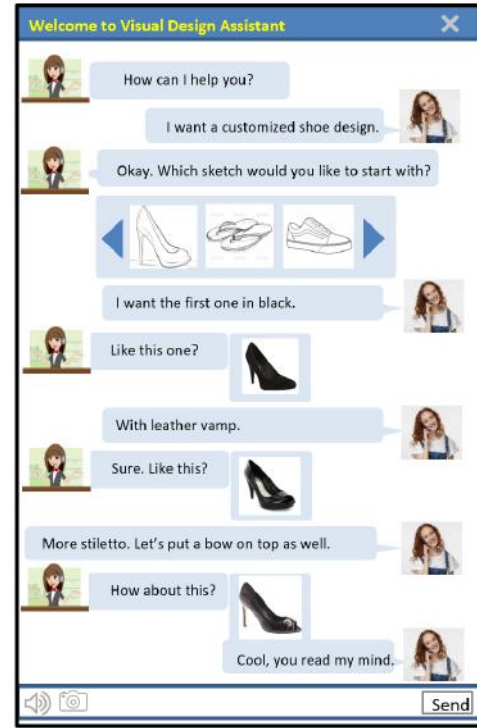 Welcome to Visual Design Assistant
How can I help you?
I want a customized shoe design.
Okay. Which sketch would you like to start with?
I want the first one in black.
Like this one?
With leather vamp.
Sure. Like this?
More stiletto. Let's put a bow on top as well.
How about this?
Cool, you read my mind.
Send